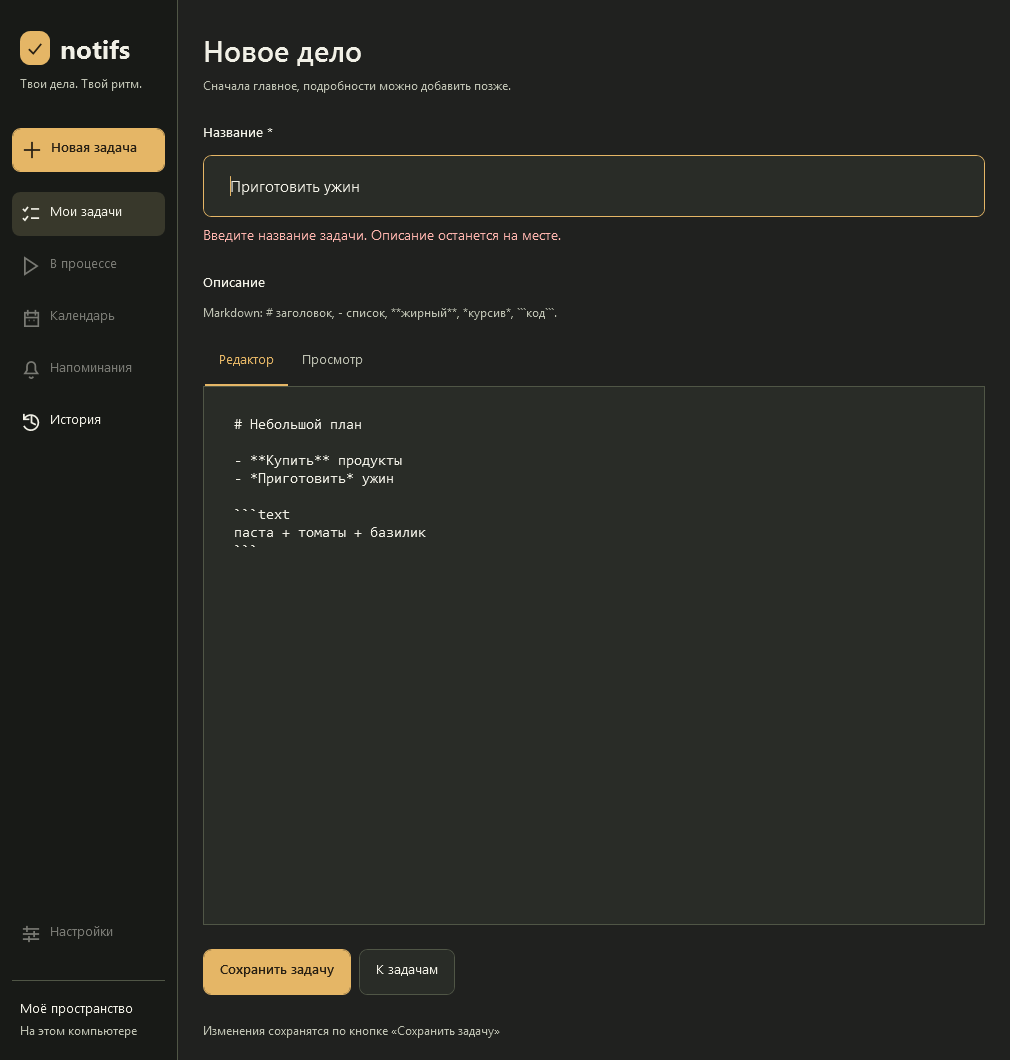 notifs
Твои дела. Твой ритм.
Новая задача
Мои задачи
В процессе
Календарь
Напоминания
История
Настройки
Моё пространство
На этом компьютере
Новое дело
Сначала главное, подробности можно добавить позже.
Название *
Приготовить ужин
Введите название задачи. Описание останется на месте.
Описание
Markdown: # заголовок, - список, **жирный**, *курсив*, ```код```.
Редактор Просмотр
# Небольшой план
- **Купить** продукты
- *Приготовить* ужин
```text
паста + томаты + базилик
```
Сохранить задачу К задачам
Изменения сохранятся по кнопке «Сохранить задачу»